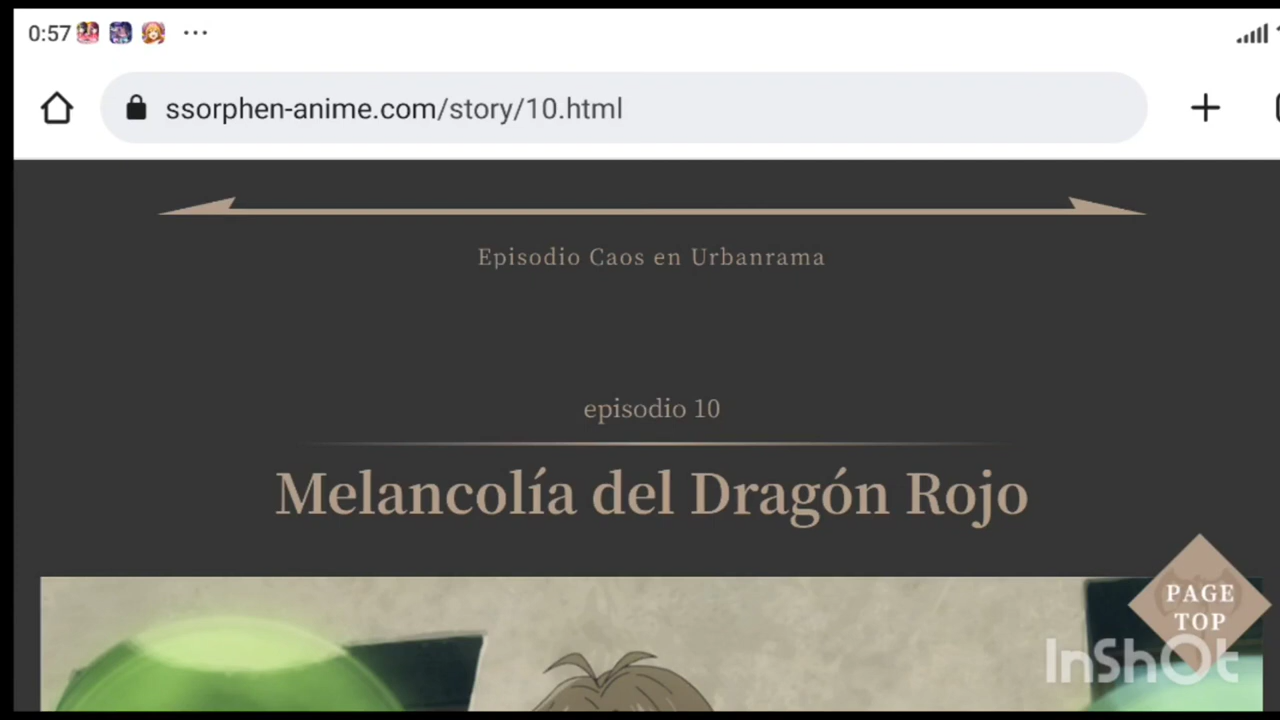 0:57
ssorphen-anime.com/story/10.html
Episodio Caos en Urbanrama
episodio 10
Melancolía del Dragón Rojo
PAGE
TOP
InShOt